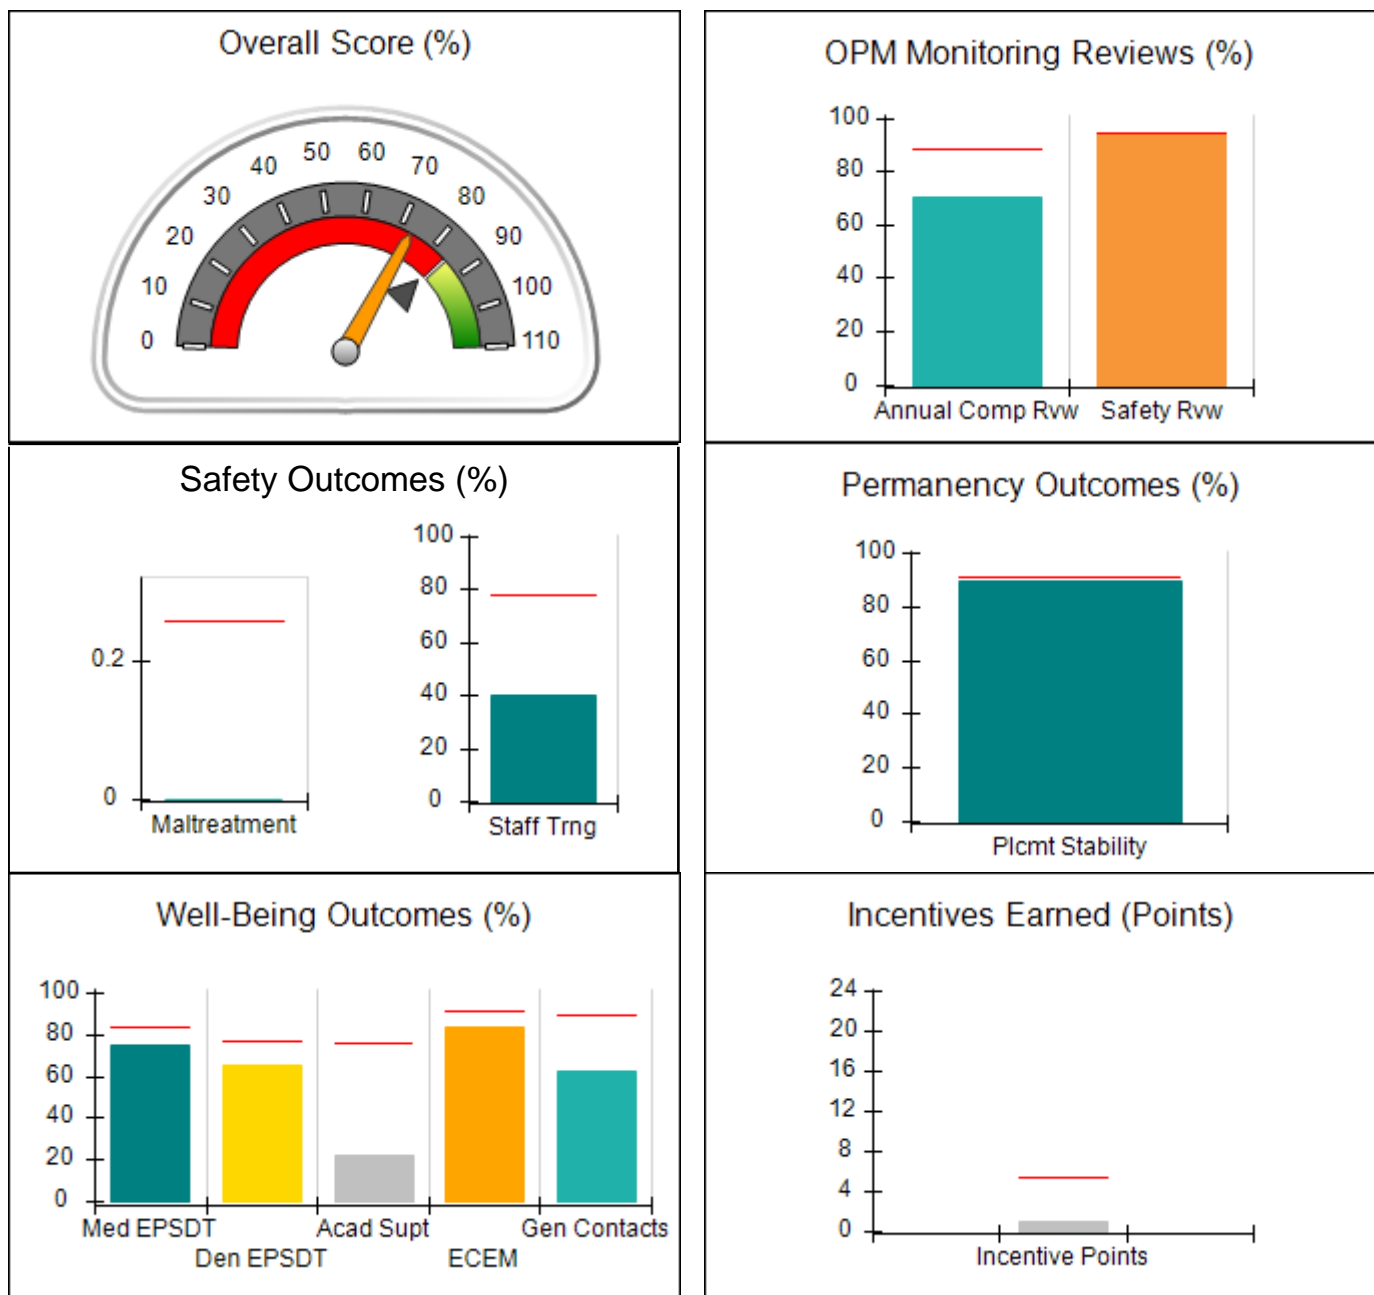 Overall Score (%)
0 10 20 30 40 50 60 70 80 90 100 110
OPM Monitoring Reviews (%)
100
80
60
40
20
0
Annual Comp Rvw Safety Rvw
Safety Outcomes (%)
0.2
0
Maltreatment
100
80
60
40
20
0
Staff Trng
Permanency Outcomes (%)
100
80
60
40
20
0
Plcmt Stability
Well-Being Outcomes (%)
100
80
60
40
20
0
Med EPSDT Acad Supt Gen Contacts
Den EPSDT ECEM
Incentives Earned (Points)
24
20
16
12
8
4
0
Incentive Points